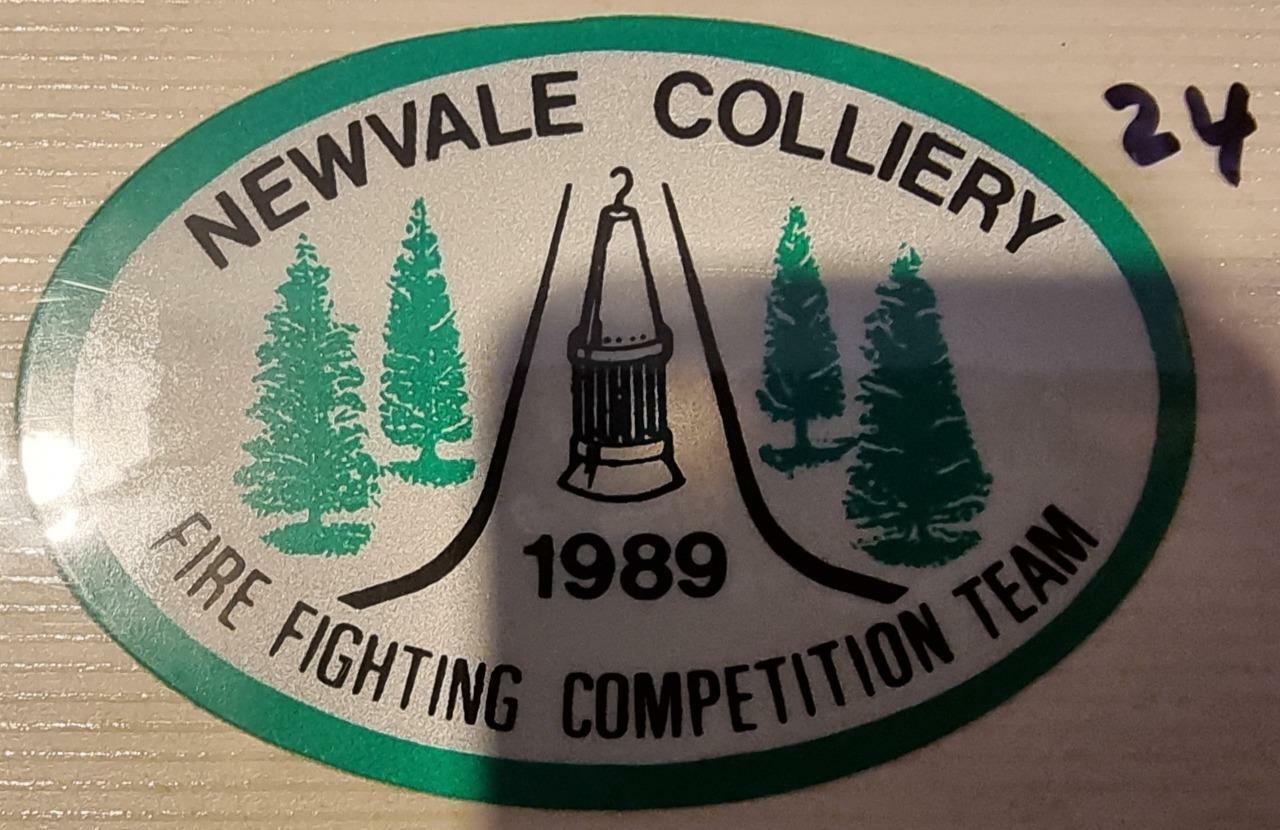 NEWVALE COLLIERY
24
1989
FIRE FIGHTING COMPETITION TEAM